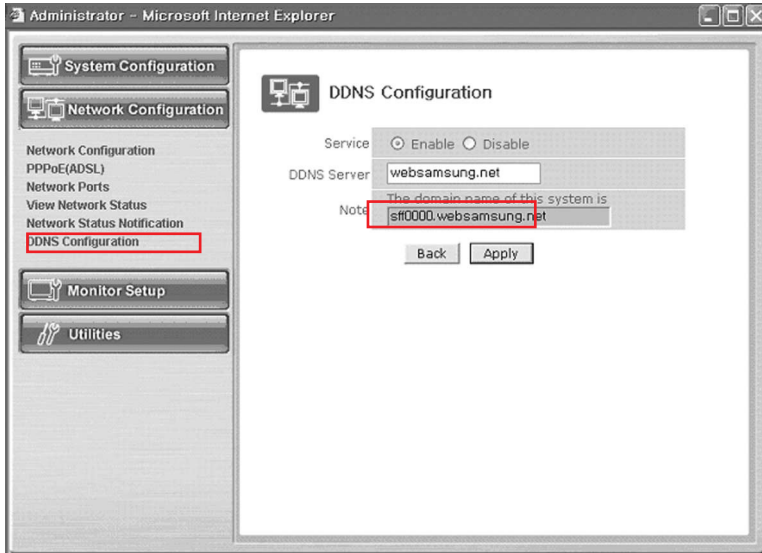 Administrator - Microsoft Internet Explorer
System Configuration
Network Configuration
Network Configuration
PPPoE(ADSL)
Network Ports
View Network Status
Network Status Notification
DDNS Configuration
Monitor Setup
Utilities
DDNS Configuration
Service Enable Disable
DDNS Server websamsung.net
Note The domain name of this system is
sff0000.websamsung.net
Back Apply